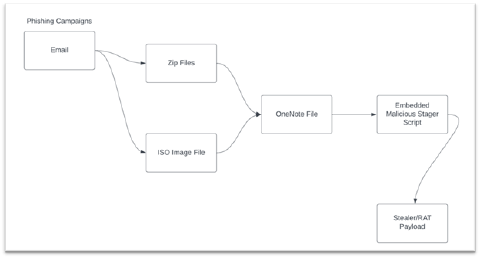 Phishing Campaigns
Email
Zip Files
ISO Image File
OneNote File
Embedded
Malicious Stager
Script
Stealer/RAT
Payload